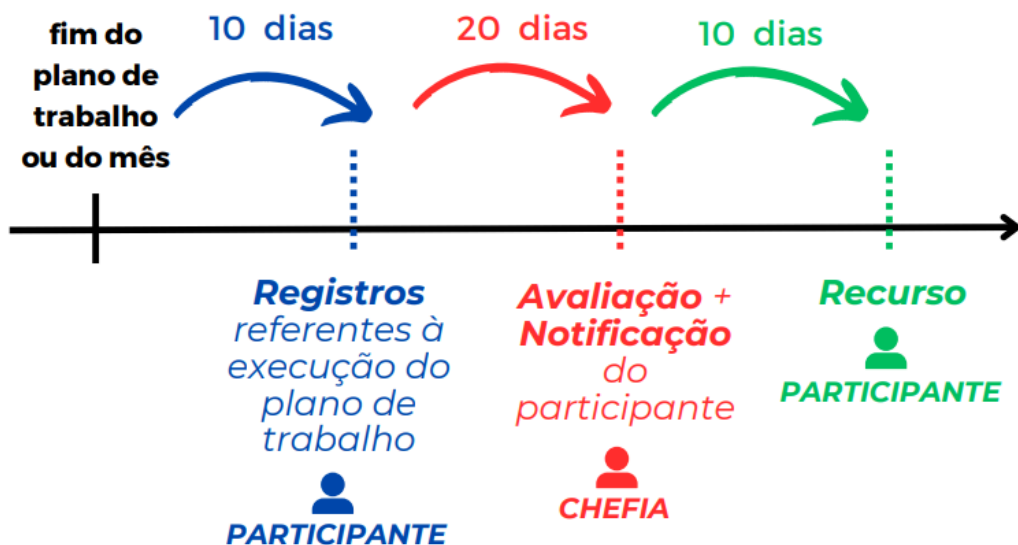 fim do
plano de
trabalho
ou do mês
10 dias
20 dias
10 dias
Registros
referentes à
execução do
plano de
trabalho
PARTICIPANTE
Avaliação +
Notificação
do
participante
CHEFIA
Recurso
PARTICIPANTE